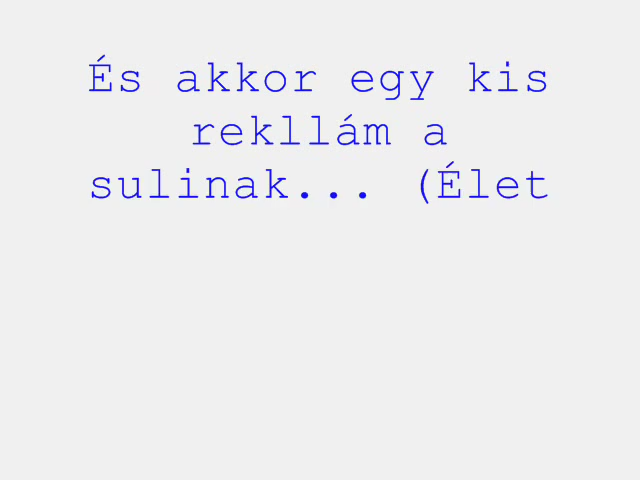 És akkor egy kis
rekllám a
sulinak... (Élet